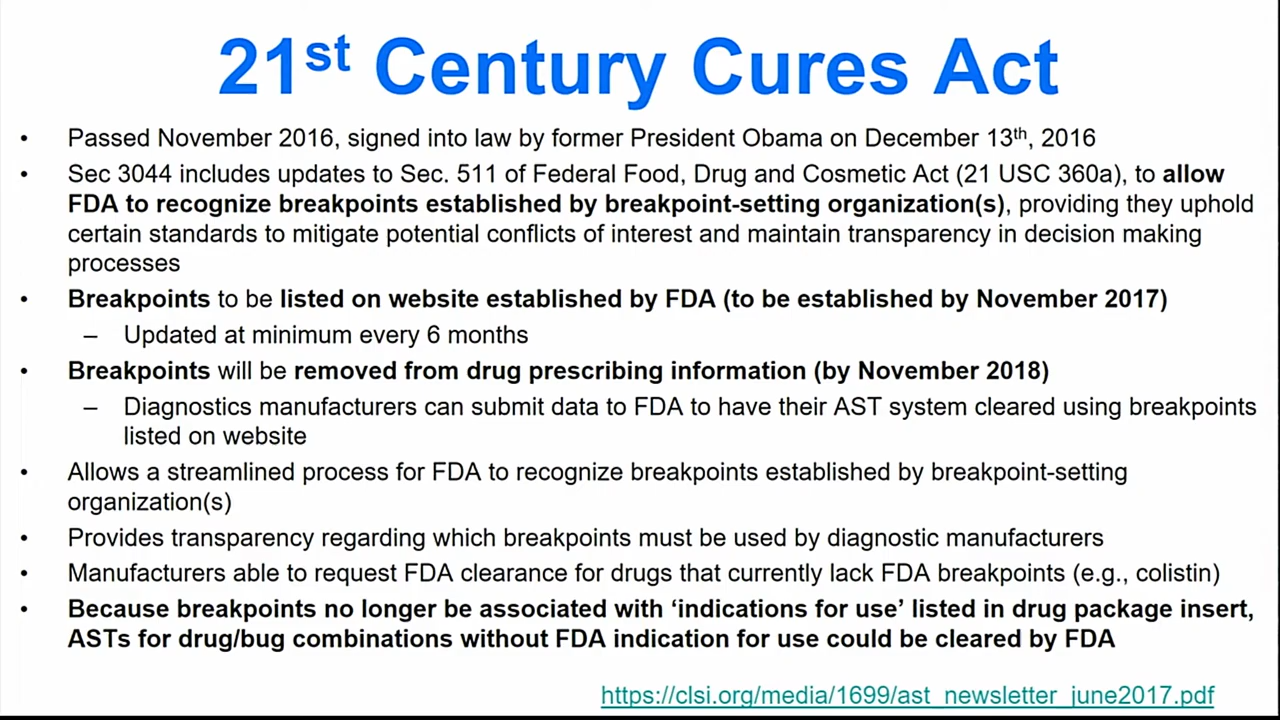 21st Century Cures Act
• Passed November 2016, signed into law by former President Obama on December 13th, 2016
• Sec 3044 includes updates to Sec. 511 of Federal Food, Drug and Cosmetic Act (21 USC 360a), to allow
FDA to recognize breakpoints established by breakpoint-setting organization(s), providing they uphold
certain standards to mitigate potential conflicts of interest and maintain transparency in decision making
processes
• Breakpoints to be listed on website established by FDA (to be established by November 2017)
– Updated at minimum every 6 months
• Breakpoints will be removed from drug prescribing information (by November 2018)
– Diagnostics manufacturers can submit data to FDA to have their AST system cleared using breakpoints
listed on website
• Allows a streamlined process for FDA to recognize breakpoints established by breakpoint-setting
organization(s)
• Provides transparency regarding which breakpoints must be used by diagnostic manufacturers
• Manufacturers able to request FDA clearance for drugs that currently lack FDA breakpoints (e.g., colistin)
• Because breakpoints no longer be associated with ‘indications for use’ listed in drug package insert,
ASTs for drug/bug combinations without FDA indication for use could be cleared by FDA
https://clsi.org/media/1699/ast_newsletter_june2017.pdf